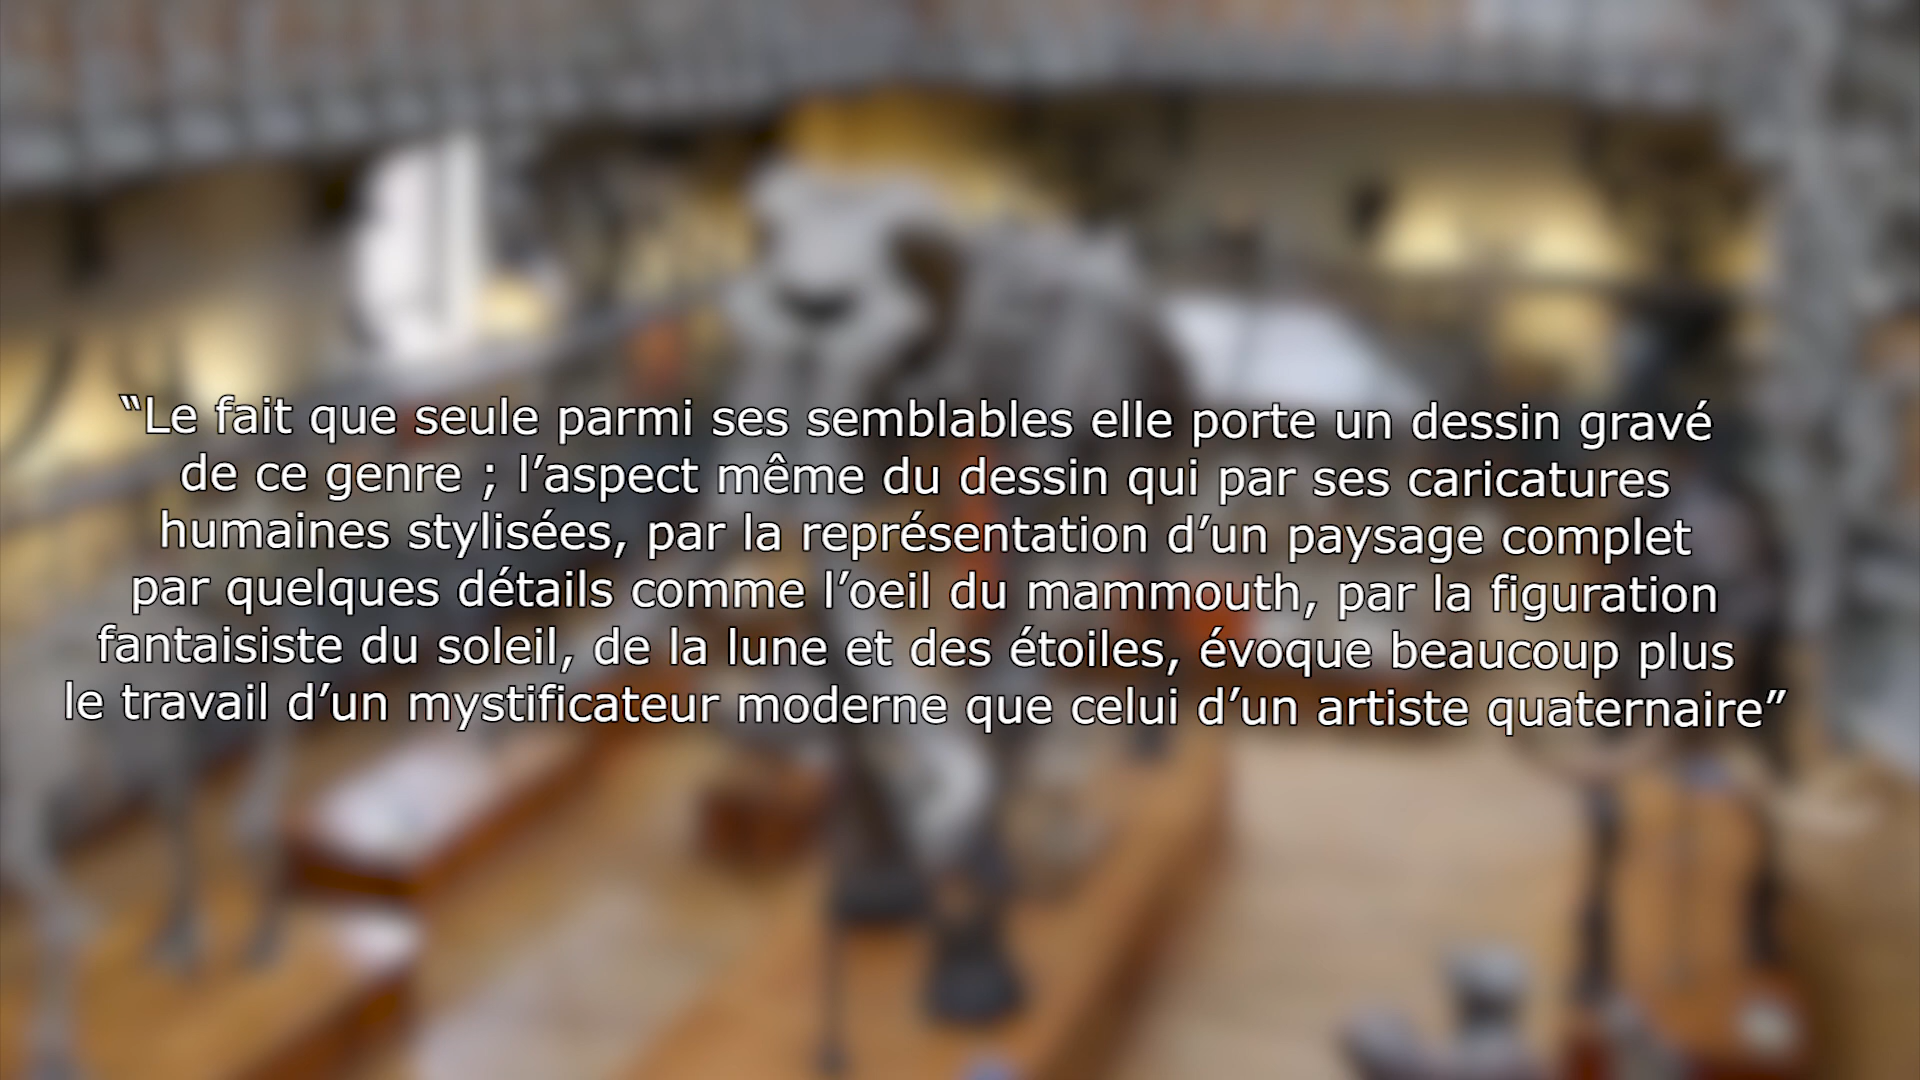 “Le fait que seule parmi ses semblables elle porte un dessin gravé
de ce genre ; l’aspect même du dessin qui par ses caricatures
humaines stylisées, par la représentation d’un paysage complet
par quelques détails comme l’oeil du mammouth, par la figuration
fantaisiste du soleil, de la lune et des étoiles, évoque beaucoup plus
le travail d’un mystificateur moderne que celui d’un artiste quaternaire”